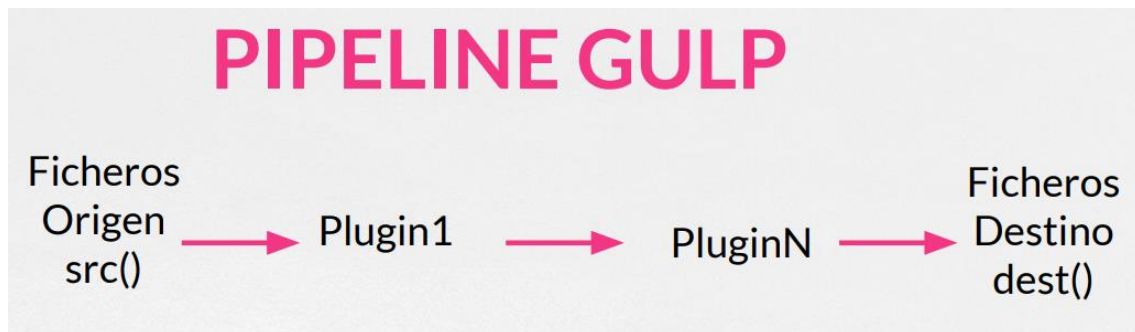 PIPELINE GULP
Ficheros
Origen
src()
Plugin1
PluginN
Ficheros
Destino
dest()